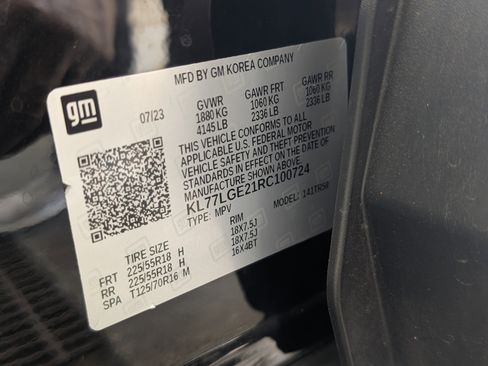 MFD BY GM KOREA COMPANY
gm
07/23
GVWR GAWR FRT GAWR RR
1880 KG 1060 KG 1060 KG
4145 LB 2336 LB 2336 LB
THIS VEHICLE CONFORMS TO ALL
APPLICABLE U.S. FEDERAL MOTOR
VEHICLE SAFETY AND THEFT PREVENTION
STANDARDS IN EFFECT ON THE DATE OF
MANUFACTURE SHOWN ABOVE.
KL77LGE21RC100724
TYPE: MPV MODEL: 141TR58
TIRE SIZE RIM
FRT 225/55R18 H 18X7.5J
RR 225/55R18 H 18X7.5J
SPA T125/70R16 M 16X4BT